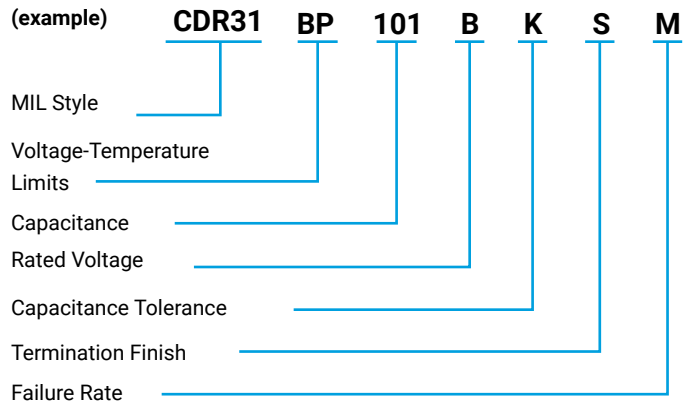 (example) CDR31 BP 101 B K S M
MIL Style
Voltage-Temperature
Limits
Capacitance
Rated Voltage
Capacitance Tolerance
Termination Finish
Failure Rate